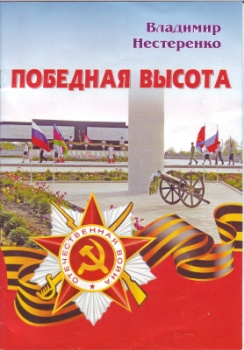 Владимир
Нестеренко
ПОБЕДНАЯ ВЫСОТА
ОТЕЧЕСТВЕННАЯ ВОЙНА